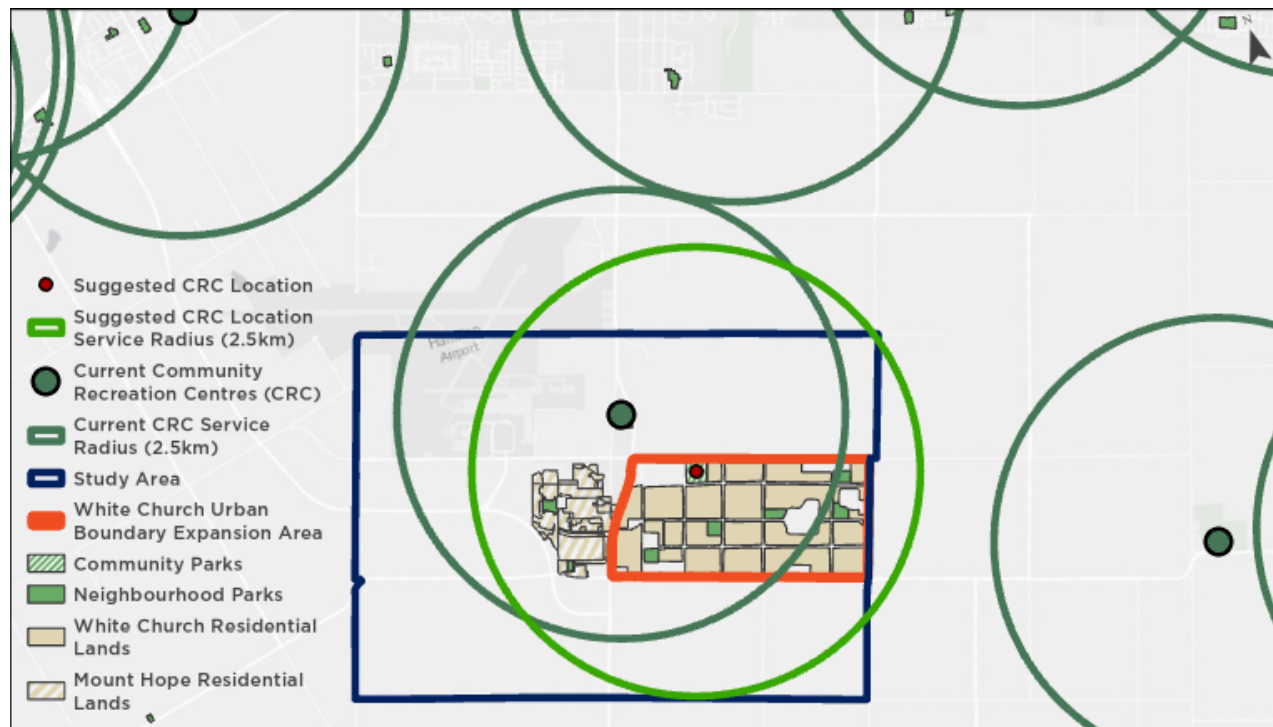 N
Hamilton
Airport
Suggested CRC Location
Suggested CRC Location
Service Radius (2.5km)
Current Community
Recreation Centres (CRC)
Current CRC Service
Radius (2.5km)
Study Area
White Church Urban
Boundary Expansion Area
Community Parks
Neighbourhood Parks
White Church Residential
Lands
Mount Hope Residential
Lands